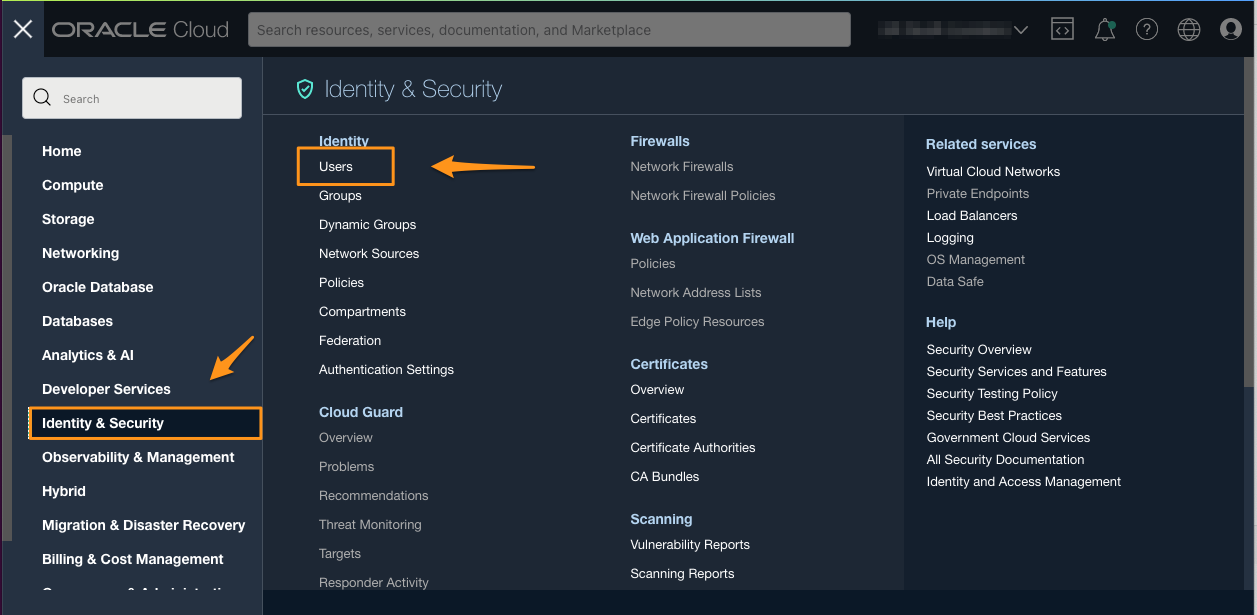 ORACLE Cloud
Search resources, services, documentation, and Marketplace
Search
Home
Compute
Storage
Networking
Oracle Database
Databases
Analytics & AI
Developer Services
Identity & Security
Observability & Management
Hybrid
Migration & Disaster Recovery
Billing & Cost Management
Identity & Security
Identity
Users
Groups
Dynamic Groups
Network Sources
Policies
Compartments
Federation
Authentication Settings
Cloud Guard
Overview
Problems
Recommendations
Threat Monitoring
Targets
Responder Activity
Firewalls
Network Firewalls
Network Firewall Policies
Web Application Firewall
Policies
Network Address Lists
Edge Policy Resources
Certificates
Overview
Certificates
Certificate Authorities
CA Bundles
Scanning
Vulnerability Reports
Scanning Reports
Related services
Virtual Cloud Networks
Private Endpoints
Load Balancers
Logging
OS Management
Data Safe
Help
Security Overview
Security Services and Features
Security Testing Policy
Security Best Practices
Government Cloud Services
All Security Documentation
Identity and Access Management